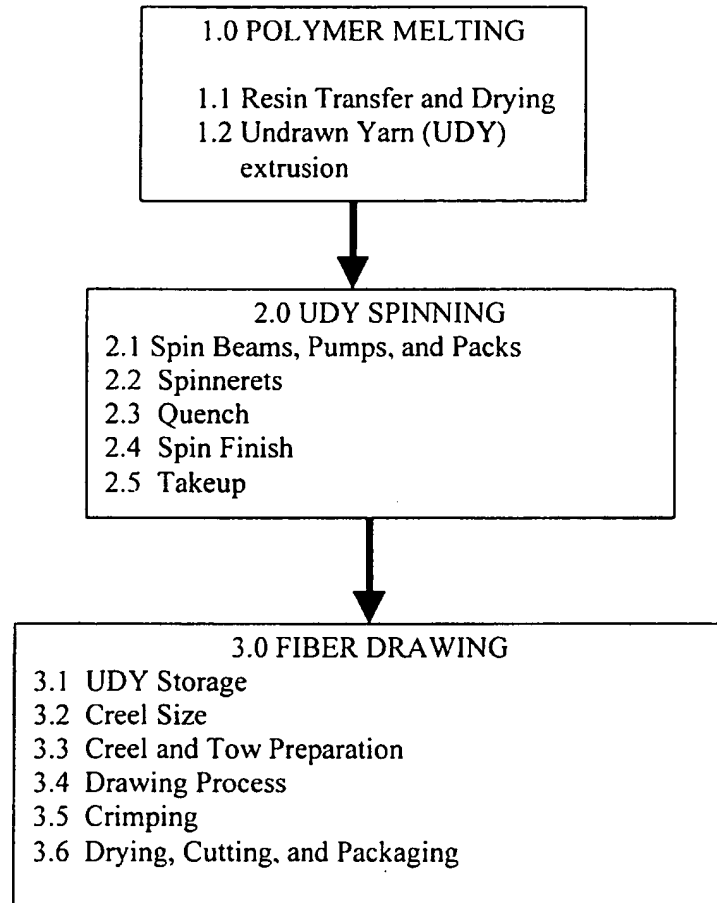 1.0 POLYMER MELTING
1.1 Resin Transfer and Drying
1.2 Undrawn Yarn (UDY)
extrusion
2.0 UDY SPINNING
2.1 Spin Beams, Pumps, and Packs
2.2 Spinnerets
2.3 Quench
2.4 Spin Finish
2.5 Takeup
3.0 FIBER DRAWING
3.1 UDY Storage
3.2 Creel Size
3.3 Creel and Tow Preparation
3.4 Drawing Process
3.5 Crimping
3.6 Drying, Cutting, and Packaging